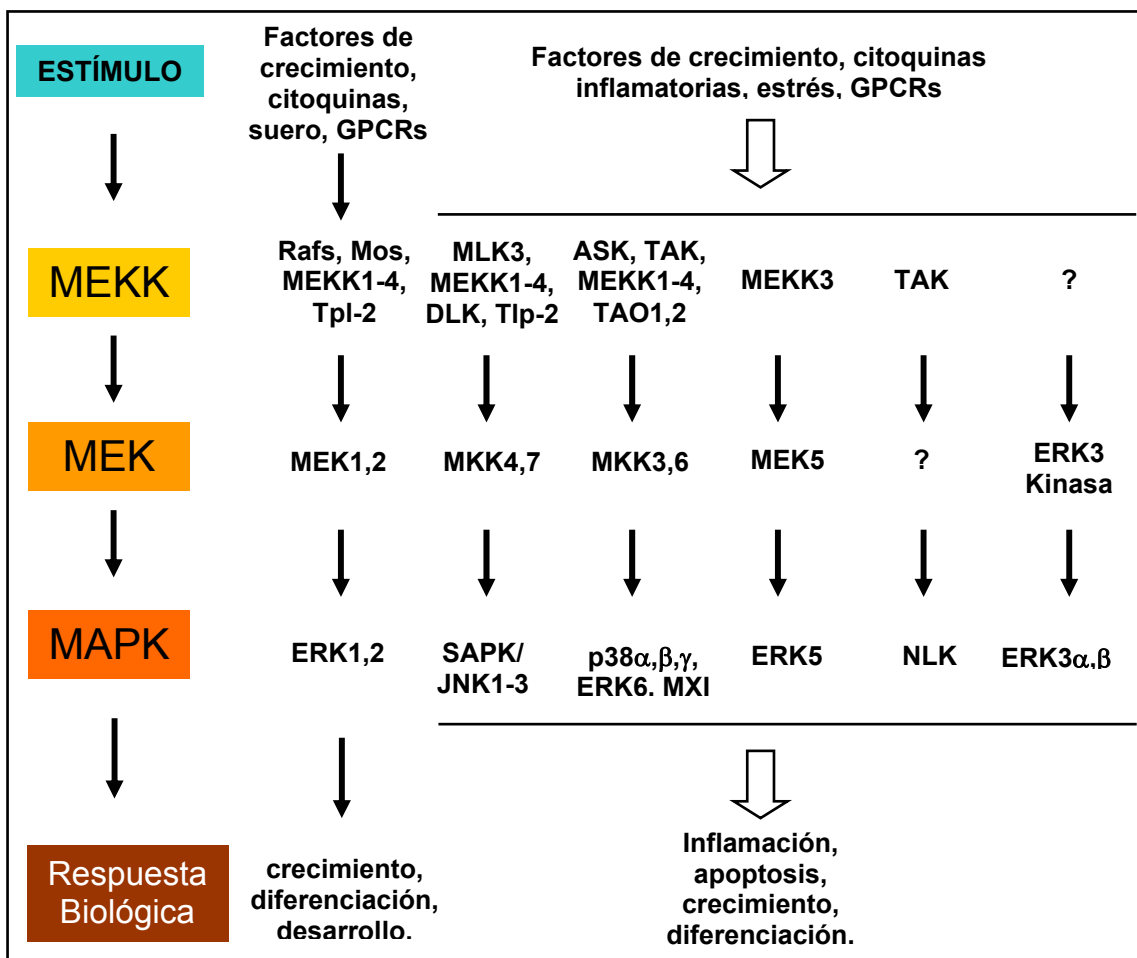 ESTÍMULO
Factores de
crecimiento,
citoquinas,
suero, GPCRs
Factores de crecimiento, citoquinas
inflamatorias, estrés, GPCRs
MEKK
Rafs, Mos,
MEKK1-4,
Tpl-2
MLK3,
MEKK1-4,
DLK, Tlp-2
ASK, TAK,
MEKK1-4,
TAO1,2
MEKK3
TAK
?
MEK
MEK1,2
MKK4,7
MKK3,6
MEK5
?
ERK3
Kinasa
MAPK
ERK1,2
SAPK/
JNK1-3
p38α,β,γ,
ERK6. MXI
ERK5
NLK
ERK3α,β
Respuesta
Biológica
crecimiento,
diferenciación,
desarrollo.
Inflamación,
apoptosis,
crecimiento,
diferenciación.